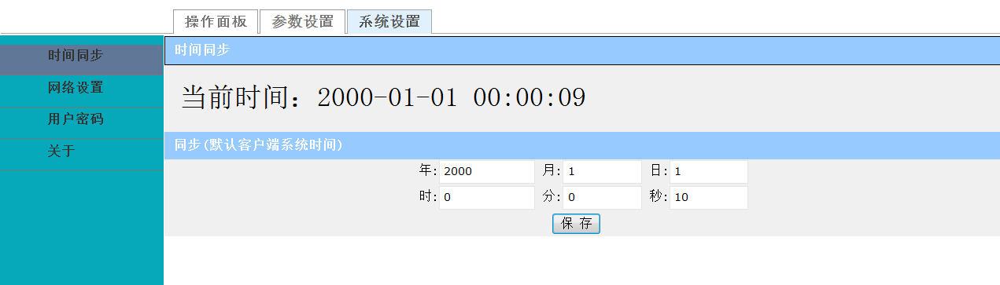 操作面板 参数设置 系统设置
时间同步
网络设置
用户密码
关于
时间同步
当前时间：2000-01-01 00:00:09
同步(默认客户端系统时间)
年: 2000 月: 1 日: 1
时: 0 分: 0 秒: 10
保 存